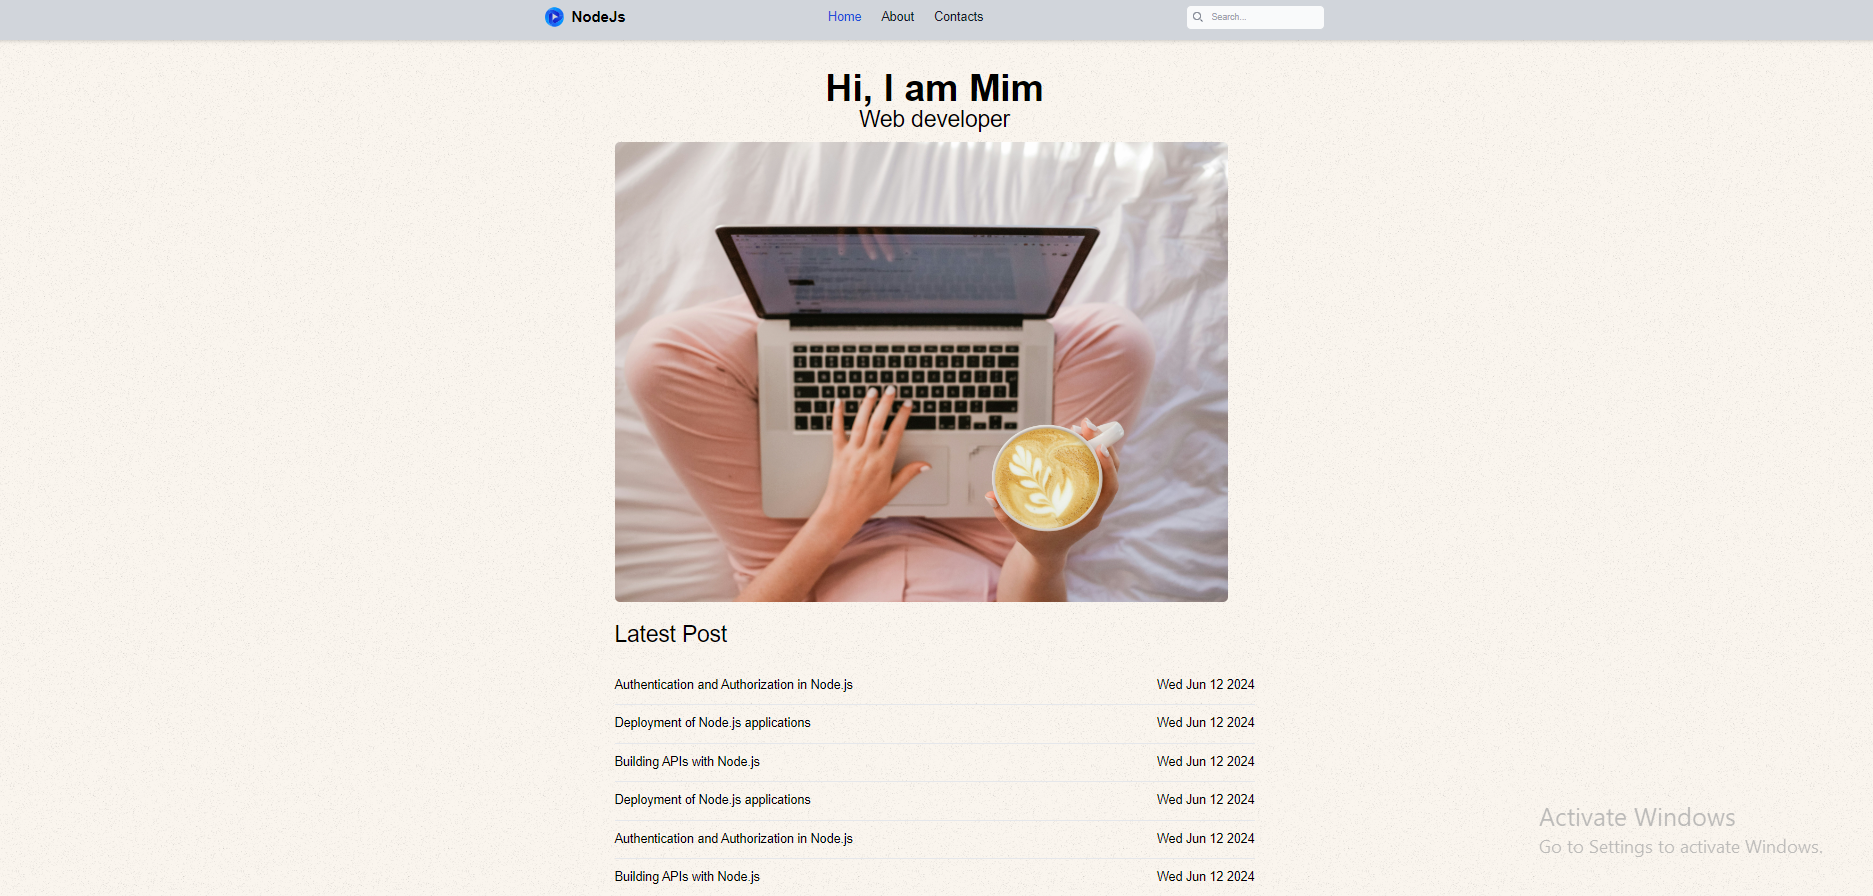 NodeJs
Home About Contacts
Search...
Hi, I am Mim
Web developer
Latest Post
Authentication and Authorization in Node.js Wed Jun 12 2024
Deployment of Node.js applications Wed Jun 12 2024
Building APIs with Node.js Wed Jun 12 2024
Deployment of Node.js applications Wed Jun 12 2024
Authentication and Authorization in Node.js Wed Jun 12 2024
Building APIs with Node.js Wed Jun 12 2024
Activate Windows
Go to Settings to activate Windows.